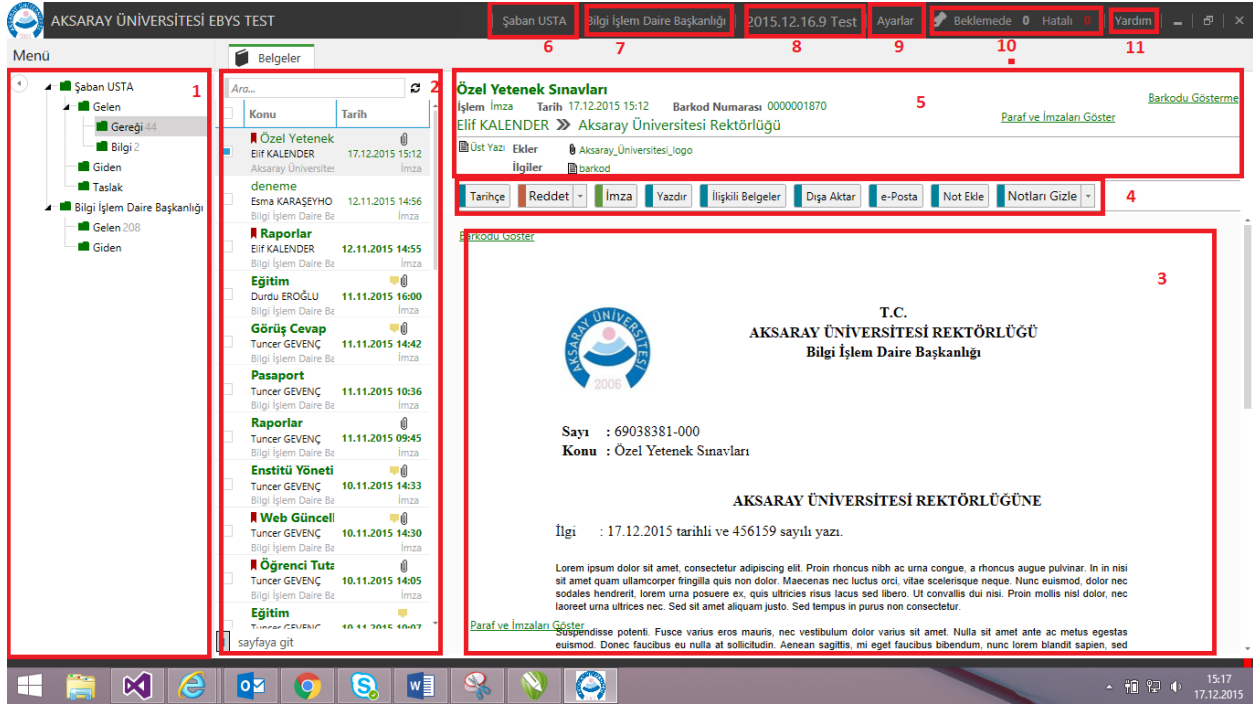 AKSARAY ÜNİVERSİTESİ EBYS TEST
Şaban USTA
Bilgi İşlem Daire Başkanlığı
2015.12.16.9 Test
Ayarlar
Beklemede 0 Hatalı 0
Yardım
6 7 8 9 10 11
Menü
Belgeler
1
Şaban USTA
Gelen
Gereği 44
Bilgi 2
Giden
Taslak
Bilgi İşlem Daire Başkanlığı
Gelen 208
Giden
Ara...
2
Konu Tarih
Özel Yetenek
Elif KALENDER 17.12.2015 15:12
Aksaray Üniversites İmza
deneme
Esma KARAŞEYHO 12.11.2015 14:56
Bilgi İşlem Daire Ba İmza
Raporlar
Elif KALENDER 12.11.2015 14:55
Bilgi İşlem Daire Ba İmza
Eğitim
Durdu EROĞLU 11.11.2015 16:00
Bilgi İşlem Daire Ba İmza
Görüş Cevap
Tuncer GEVENÇ 11.11.2015 14:42
Bilgi İşlem Daire Ba İmza
Pasaport
Tuncer GEVENÇ 11.11.2015 10:36
Bilgi İşlem Daire Ba İmza
Raporlar
Tuncer GEVENÇ 11.11.2015 09:45
Bilgi İşlem Daire Ba İmza
Enstitü Yöneti
Tuncer GEVENÇ 10.11.2015 14:33
Bilgi İşlem Daire Ba İmza
Web Güncell
Tuncer GEVENÇ 10.11.2015 14:30
Bilgi İşlem Daire Ba İmza
Öğrenci Tuta
Tuncer GEVENÇ 10.11.2015 14:05
Bilgi İşlem Daire Ba İmza
Eğitim
Tuncer GEVENÇ 10.11.2015 10:07
sayfaya git
Özel Yetenek Sınavları
İşlem İmza Tarih 17.12.2015 15:12 Barkod Numarası 0000001870
5
Barkodu Gösterme
Paraf ve İmzaları Göster
Elif KALENDER Aksaray Üniversitesi Rektörlüğü
Üst Yazı Ekler Aksaray_Üniversitesi_logo
İlgiler barkod
Tarihçe Reddet İmza Yazdır İlişkili Belgeler Dışa Aktar e-Posta Not Ekle Notları Gizle
4
Barkodu Göster
3
AKSARAY ÜNİVERSİTESİ
2006
T.C.
AKSARAY ÜNİVERSİTESİ REKTÖRLÜĞÜ
Bilgi İşlem Daire Başkanlığı
Sayı : 69038381-000
Konu : Özel Yetenek Sınavları
AKSARAY ÜNİVERSİTESİ REKTÖRLÜĞÜNE
İlgi : 17.12.2015 tarihli ve 456159 sayılı yazı.
Lorem ipsum dolor sit amet, consectetur adipiscing elit. Proin rhoncus nibh ac urna congue, a rhoncus augue pulvinar. In in nisi
sit amet quam ullamcorper fringilla quis non dolor. Maecenas nec luctus orci, vitae scelerisque neque. Nunc euismod, dolor nec
sodales hendrerit, lorem urna posuere ex, quis ultricies risus lacus sed libero. Ut convallis dui nisi. Proin mollis nisl dolor, nec
laoreet urna ultrices nec. Sed sit amet aliquam justo. Sed tempus in purus non consectetur.
Paraf ve İmzaları Göster
Suspendisse potenti. Fusce varius eros mauris, nec vestibulum dolor varius sit amet. Nulla sit amet ante ac metus egestas
euismod. Donec faucibus eu nulla at sollicitudin. Aenean sagittis, mi eget faucibus bibendum, nunc lorem blandit sapien, sed
15:17
17.12.2015